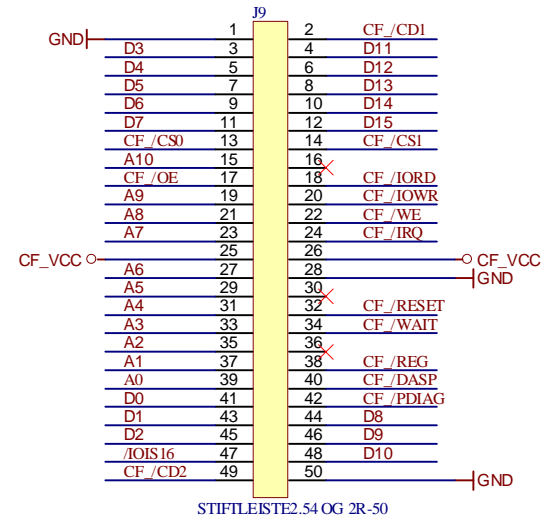 J9
1 2 CF_/CD1
GND
D3 3 4 D11
D4 5 6 D12
D5 7 8 D13
D6 9 10 D14
D7 11 12 D15
CF_/CS0 13 14 CF_/CS1
A10 15 16
CF_/OE 17 18 CF_/IORD
A9 19 20 CF_/IOWR
A8 21 22 CF_/WE
A7 23 24 CF_/IRQ
CF_VCC 25 26 CF_VCC
A6 27 28 GND
A5 29 30
A4 31 32 CF_/RESET
A3 33 34 CF_/WAIT
A2 35 36
A1 37 38 CF_/REG
A0 39 40 CF_/DASP
D0 41 42 CF_/PDIAG
D1 43 44 D8
D2 45 46 D9
/IOIS16 47 48 D10
CF_/CD2 49 50 GND
STIFTLEISTE2.54 OG 2R-50